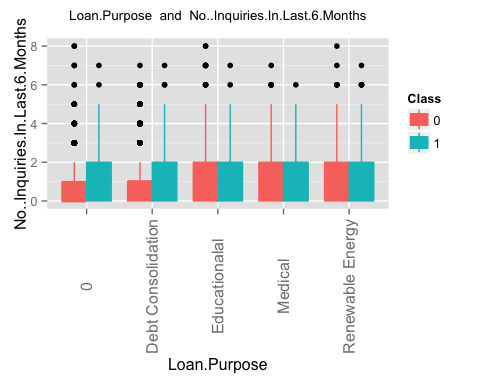 Loan.Purpose and No..Inquiries.In.Last.6.Months
No..Inquiries.In.Last.6.Months
8
6
4
2
0
0
Debt Consolidation
Educationalal
Medical
Renewable Energy
Loan.Purpose
Class
0
1